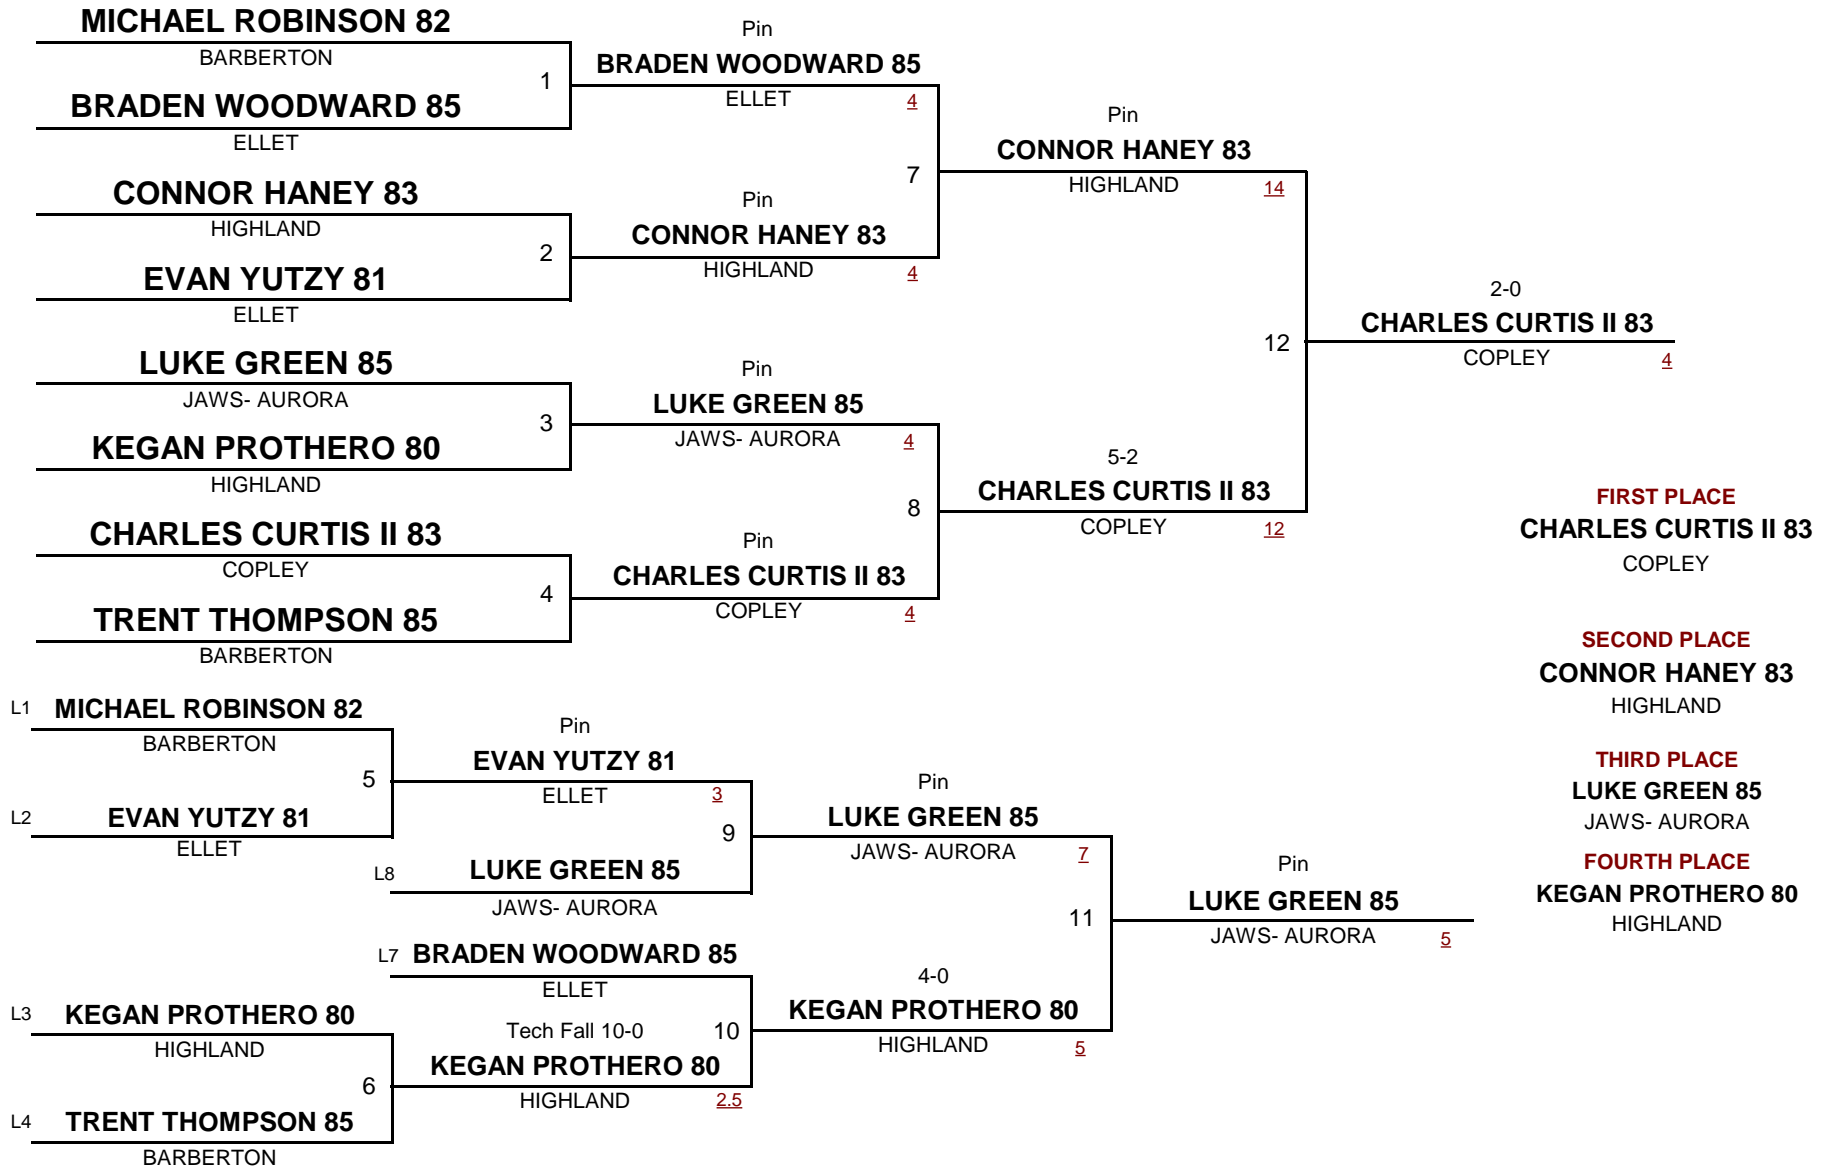 MICHAEL ROBINSON 82
BARBERTON
1
BRADEN WOODWARD 85
ELLET
CONNOR HANEY 83
HIGHLAND
2
EVAN YUTZY 81
ELLET
LUKE GREEN 85
JAWS- AURORA
3
KEGAN PROTHERO 80
HIGHLAND
CHARLES CURTIS II 83
COPLEY
4
TRENT THOMPSON 85
BARBERTON
Pin
BRADEN WOODWARD 85
ELLET 4
7
Pin
CONNOR HANEY 83
HIGHLAND 4
Pin
LUKE GREEN 85
JAWS- AURORA 4
8
Pin
CHARLES CURTIS II 83
COPLEY 4
Pin
CONNOR HANEY 83
HIGHLAND 14
12
5-2
CHARLES CURTIS II 83
COPLEY 12
2-0
CHARLES CURTIS II 83
COPLEY 4
FIRST PLACE
CHARLES CURTIS II 83
COPLEY
SECOND PLACE
CONNOR HANEY 83
HIGHLAND
THIRD PLACE
LUKE GREEN 85
JAWS- AURORA
FOURTH PLACE
KEGAN PROTHERO 80
HIGHLAND
L1 MICHAEL ROBINSON 82
BARBERTON
5
L2 EVAN YUTZY 81
ELLET
L3 KEGAN PROTHERO 80
HIGHLAND
6
L4 TRENT THOMPSON 85
BARBERTON
Pin
EVAN YUTZY 81
ELLET 3
9
L8 LUKE GREEN 85
JAWS- AURORA
L7 BRADEN WOODWARD 85
ELLET
Tech Fall 10-0 10
KEGAN PROTHERO 80
HIGHLAND 2.5
Pin
LUKE GREEN 85
JAWS- AURORA 7
11
4-0
KEGAN PROTHERO 80
HIGHLAND 5
Pin
LUKE GREEN 85
JAWS- AURORA 5